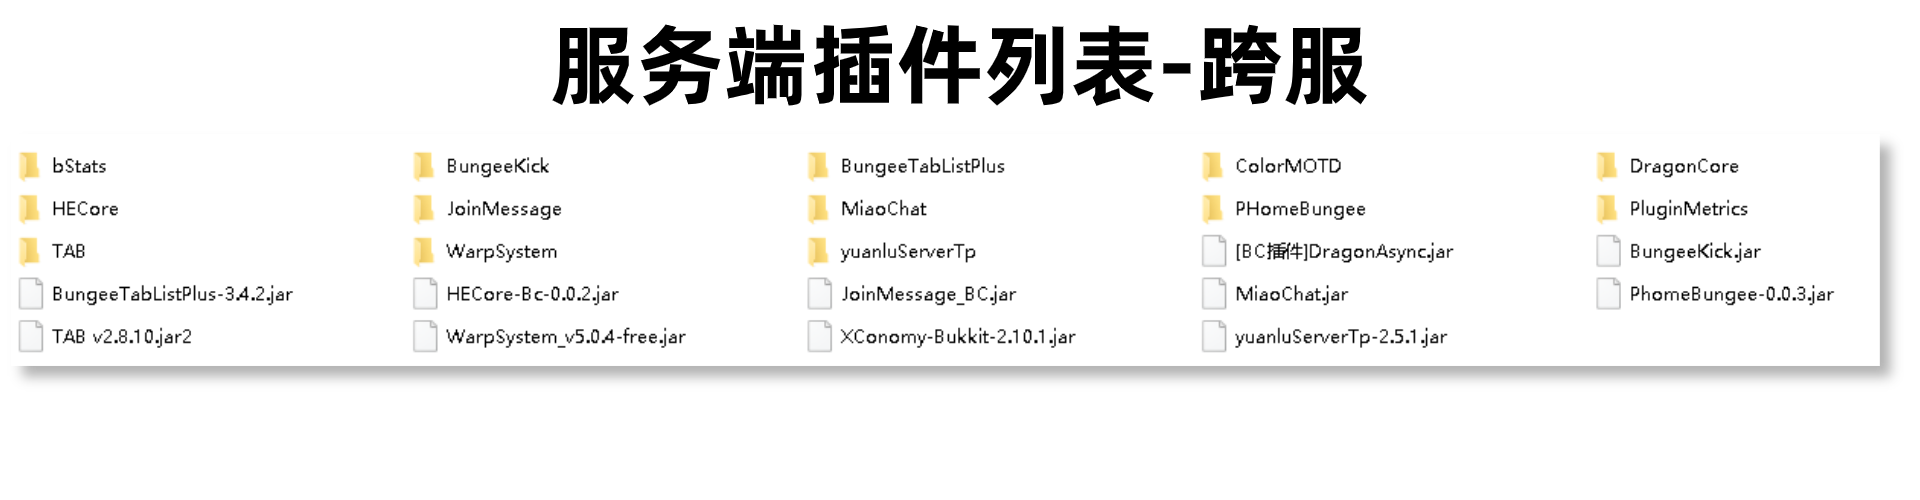 服务端插件列表-跨服
bStats BungeeKick BungeeTabListPlus ColorMOTD DragonCore
HECore JoinMessage MiaoChat PHomeBungee PluginMetrics
TAB WarpSystem yuanluServerTp [BC插件]DragonAsync.jar BungeeKick.jar
BungeeTabListPlus-3.4.2.jar HECore-Bc-0.0.2.jar JoinMessage_BC.jar MiaoChat.jar PhomeBungee-0.0.3.jar
TAB v2.8.10.jar2 WarpSystem_v5.0.4-free.jar XConomy-Bukkit-2.10.1.jar yuanluServerTp-2.5.1.jar